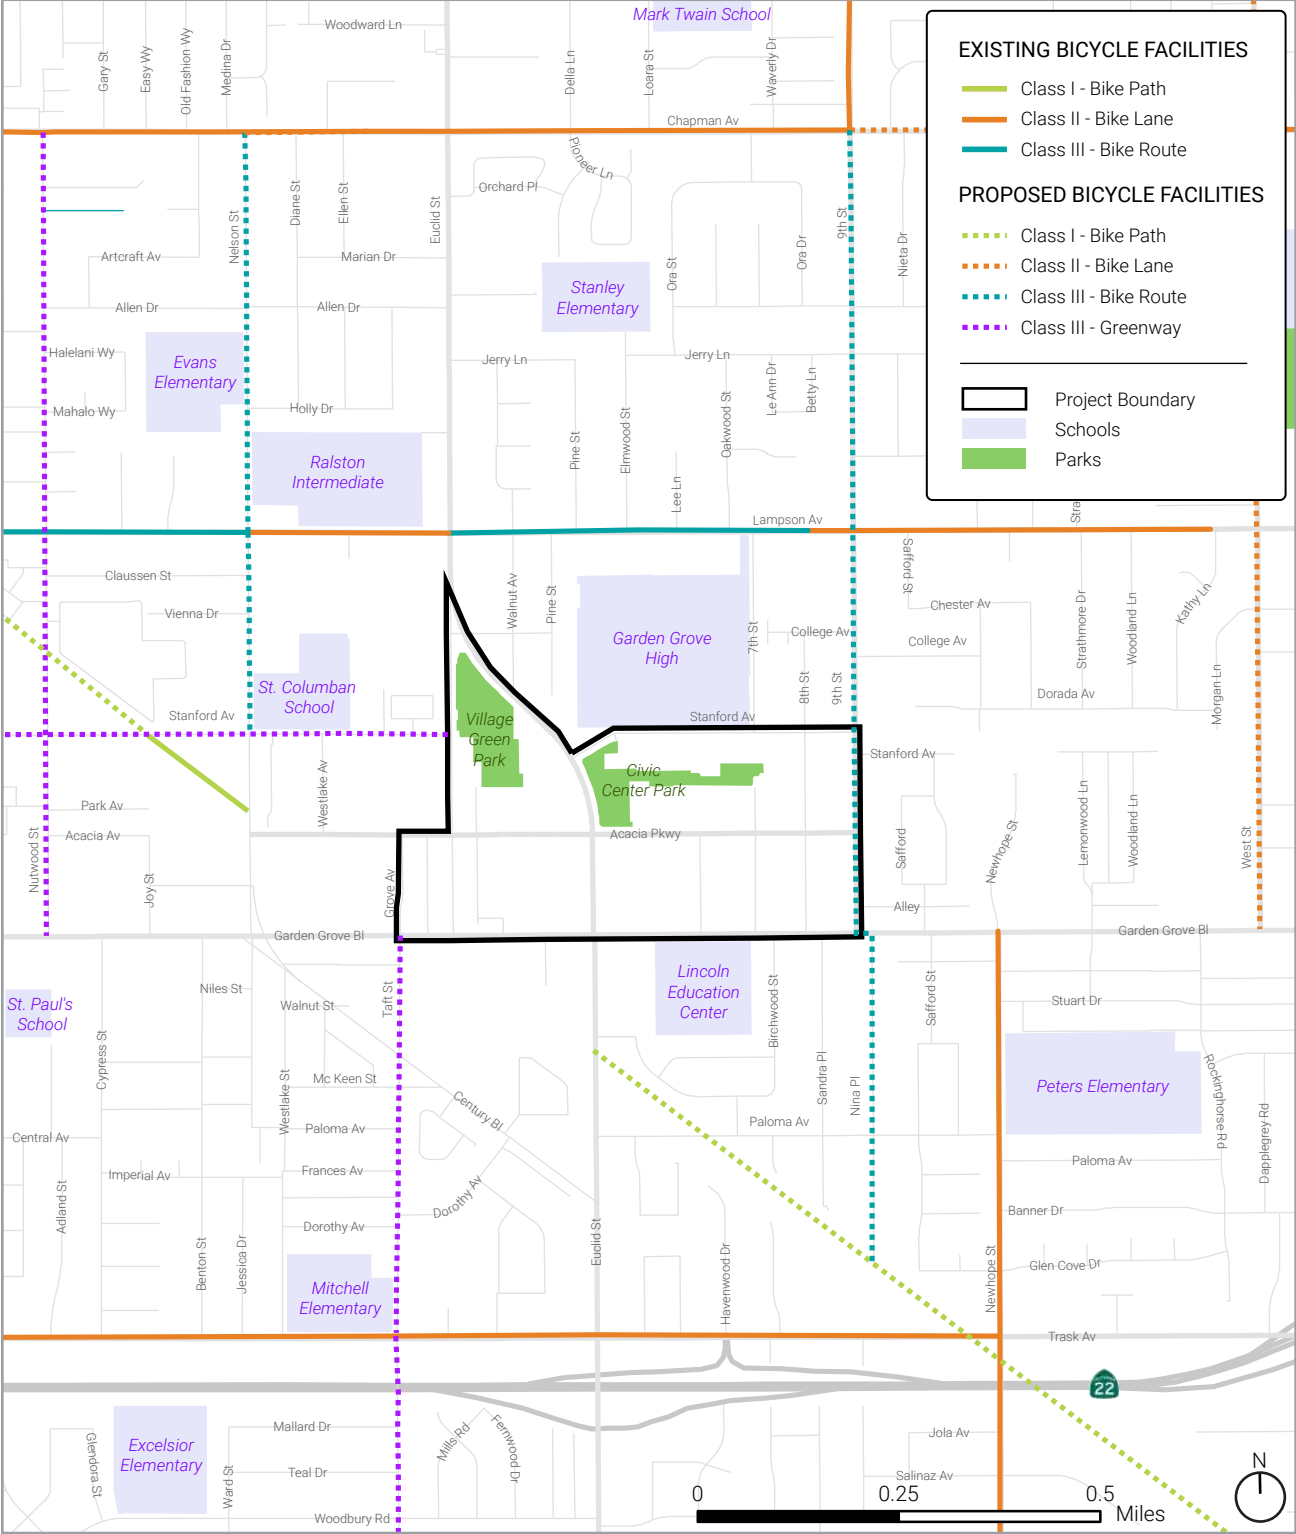 Mark Twain School
Woodward Ln
Gary St
Easy Wy
Old Fashion Wy
Medina Dr
Della Ln
Loara St
Waverly Dr
Chapman Av
EXISTING BICYCLE FACILITIES
Class I - Bike Path
Class II - Bike Lane
Class III - Bike Route
PROPOSED BICYCLE FACILITIES
Class I - Bike Path
Class II - Bike Lane
Class III - Bike Route
Class III - Greenway
Project Boundary
Schools
Parks
Pioneer Ln
Orchard Pl
Diane St
Ellen St
Euclid St
Nelson St
9th St
Ora Dr
Nieta Dr
Ora St
Artcraft Av
Marian Dr
Allen Dr
Allen Dr
Stanley
Elementary
Halelani Wy
Evans
Elementary
Jerry Ln
Jerry Ln
Le Ann Dr
Betty Ln
Mahalo Wy
Holly Dr
Pine St
Elmwood St
Oakwood St
Lee Ln
Ralston
Intermediate
Lampson Av
Stra
Claussen St
Vienna Dr
Walnut Av
Pine St
Garden Grove
High
7th St
College Av
8th St
9th St
Safford St
Chester Av
College Av
Strathmore Dr
Woodland Ln
Kathy Ln
Dorada Av
Morgan Ln
St. Columban
School
Stanford Av
Stanford Av
Stanford Av
Village
Green
Park
Civic
Center Park
Westlake Av
Park Av
Acacia Av
Acacia Pkwy
Nutwood St
Joy St
Grove Av
Safford
Newhope St
Lemonwood Ln
Woodland Ln
West St
Alley
Garden Grove Bl
Garden Grove Bl
St. Paul's
School
Niles St
Walnut St
Taft St
Lincoln
Education
Center
Birchwood St
Safford St
Stuart Dr
Cypress St
Westlake St
Mc Keen St
Century Bl
Sandra Pl
Nina Pl
Peters Elementary
Rockinghorse Rd
Dapplegrey Rd
Central Av
Paloma Av
Paloma Av
Paloma Av
Imperial Av
Frances Av
Adland St
Dorothy Av
Dorothy Av
Banner Dr
Benton St
Jessica Dr
Euclid St
Havenwood Dr
Newhope St
Glen Cove Dr
Mitchell
Elementary
Trask Av
22
Mallard Dr
Glendora St
Excelsior
Elementary
Ward St
Teal Dr
Mills Rd
Fernwood Dr
Jola Av
Salinaz Av
Woodbury Rd
N
0
0.25
0.5
Miles